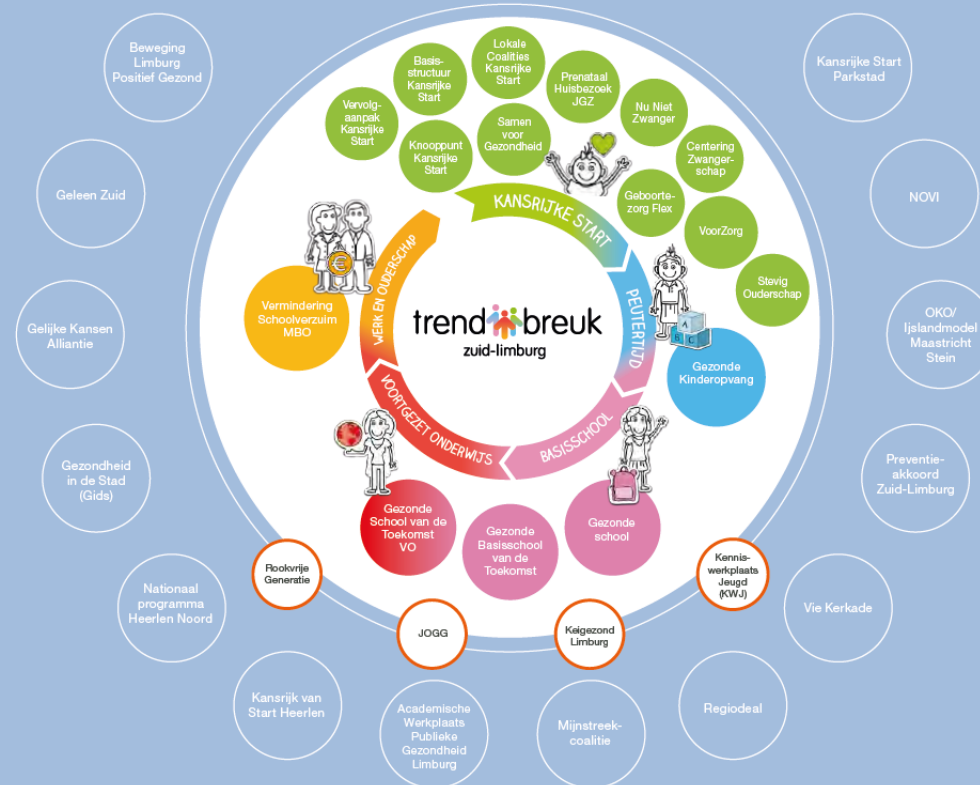 Beweging
Limburg
Positief Gezond
Geleen Zuid
Gelijke Kansen
Alliantie
Gezondheid
in de Stad
(Gids)
Nationaal
programma
Heerlen Noord
Kansrijk van
Start Heerlen
Academische
Werkplaats
Publieke
Gezondheid
Limburg
Mijnstreek-
coalitie
Regiodeal
Vie Kerkade
Preventie-
akkoord
Zuid-Limburg
OKO/
Ijslandmodel
Maastricht
Stein
NOVI
Kansrijke Start
Parkstad
Vervolg-
aanpak
Kansrijke
Start
Basis-
structuur
Kansrijke
Start
Lokale
Coalities
Kansrijke
Start
Prenataal
Huisbezoek
JGZ
Nu Niet
Zwanger
Centering
Zwanger-
schap
Knooppunt
Kansrijke
Start
Samen
voor
Gezondheid
Geboorte-
zorg Flex
VoorZorg
Stevig
Ouderschap
KANSRIJKE START
PEUTERTIJD
BASISSCHOOL
VOORTGEZET ONDERWIJS
WERK EN OUDERSCHAP
€
A
B C
trendbreuk
zuid-limburg
Vermindering
Schoolverzuim
MBO
Gezonde
Kinderopvang
Gezonde
School van de
Toekomst
VO
Gezonde
Basisschool
van de
Toekomst
Gezonde
school
Rookvrije
Generatie
JOGG
Keigezond
Limburg
Kennis-
werkplaats
Jeugd
(KWJ)